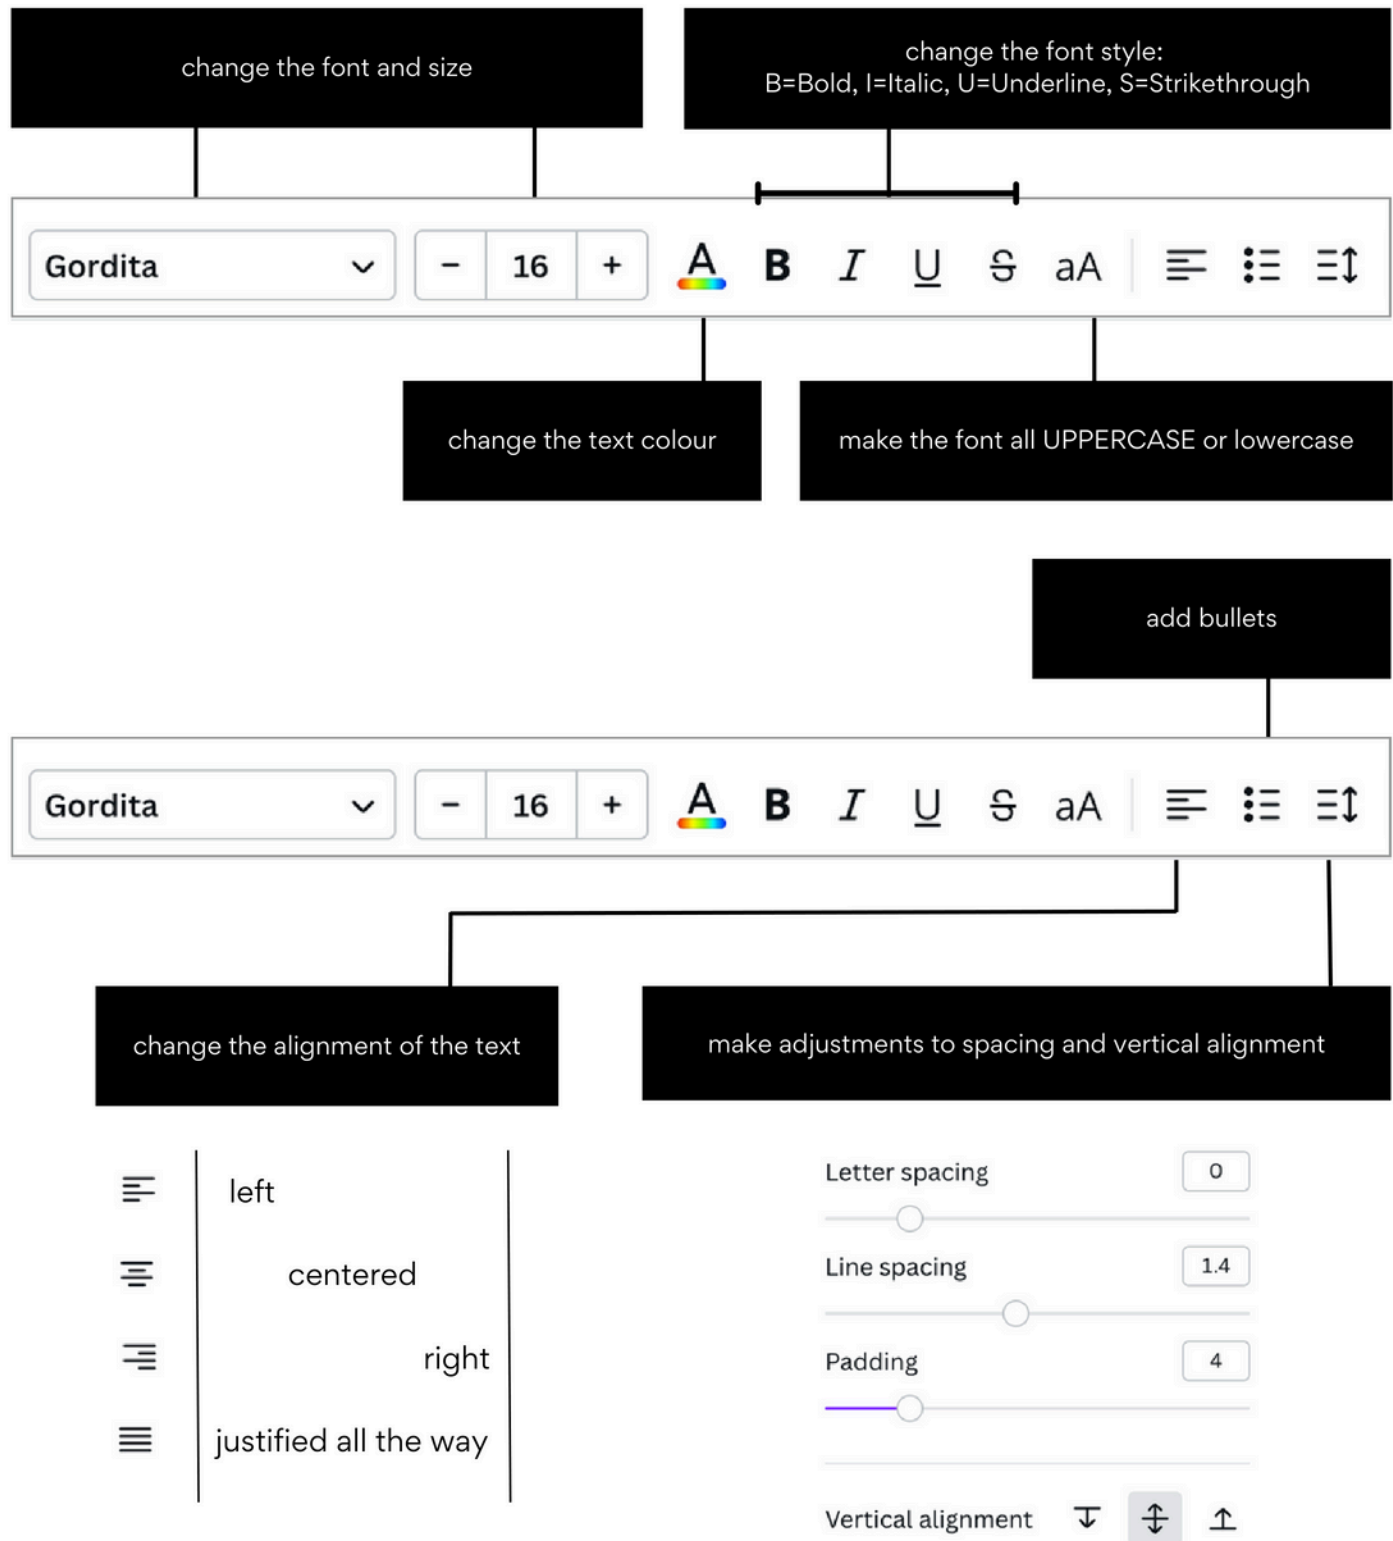 change the font and size
change the font style:
B=Bold, I=Italic, U=Underline, S=Strikethrough
Gordita
− 16 + A B I U S aA
change the text colour
make the font all UPPERCASE or lowercase
add bullets
Gordita
− 16 + A B I U S aA
change the alignment of the text
make adjustments to spacing and vertical alignment
left
centered
right
justified all the way
Letter spacing 0
Line spacing 1.4
Padding 4
Vertical alignment